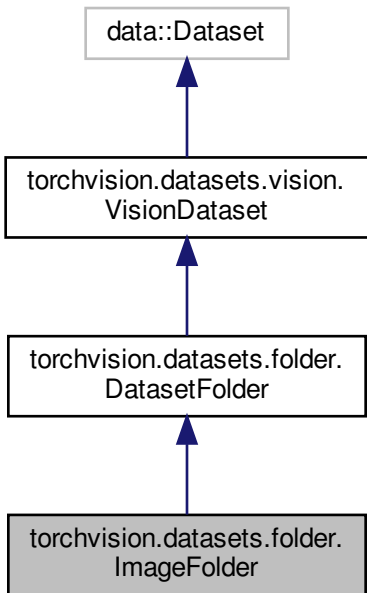 data::Dataset
torchvision.datasets.vision.
VisionDataset
torchvision.datasets.folder.
DatasetFolder
torchvision.datasets.folder.
ImageFolder